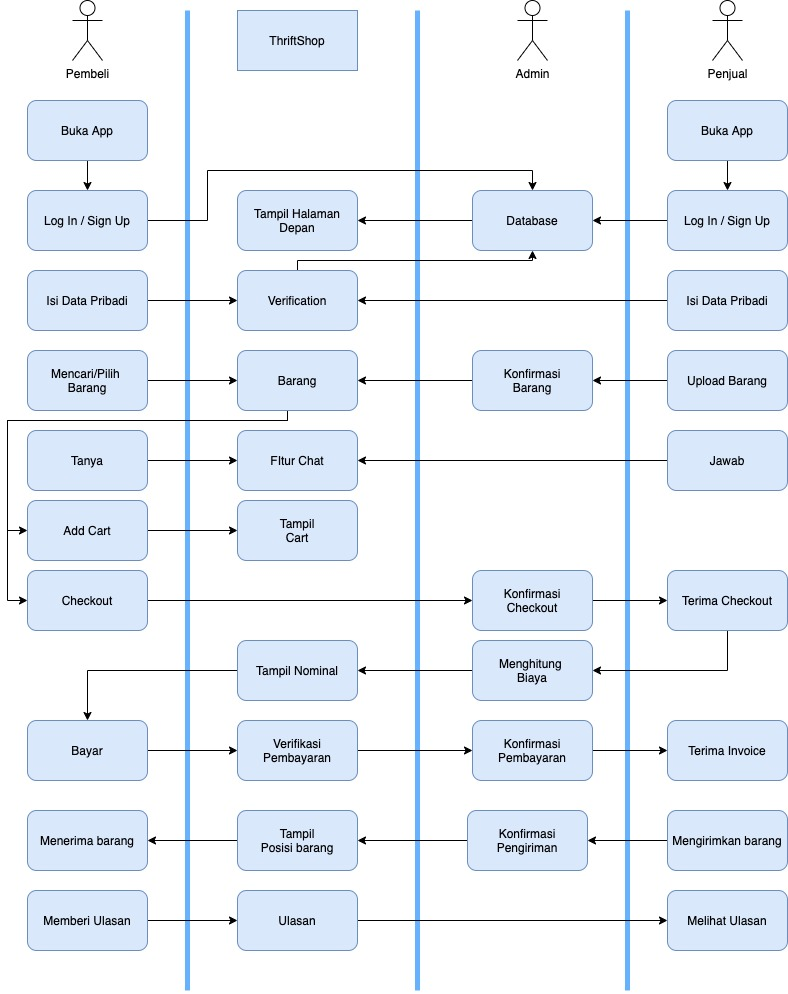 ThriftShop
Pembeli
Admin
Penjual
Buka App
Buka App
Log In / Sign Up
Tampil Halaman
Depan
Database
Log In / Sign Up
Isi Data Pribadi
Verification
Isi Data Pribadi
Mencari/Pilih
Barang
Barang
Konfirmasi
Barang
Upload Barang
Tanya
FItur Chat
Jawab
Add Cart
Tampil
Cart
Checkout
Konfirmasi
Checkout
Terima Checkout
Tampil Nominal
Menghitung
Biaya
Bayar
Verifikasi
Pembayaran
Konfirmasi
Pembayaran
Terima Invoice
Menerima barang
Tampil
Posisi barang
Konfirmasi
Pengiriman
Mengirimkan barang
Memberi Ulasan
Ulasan
Melihat Ulasan